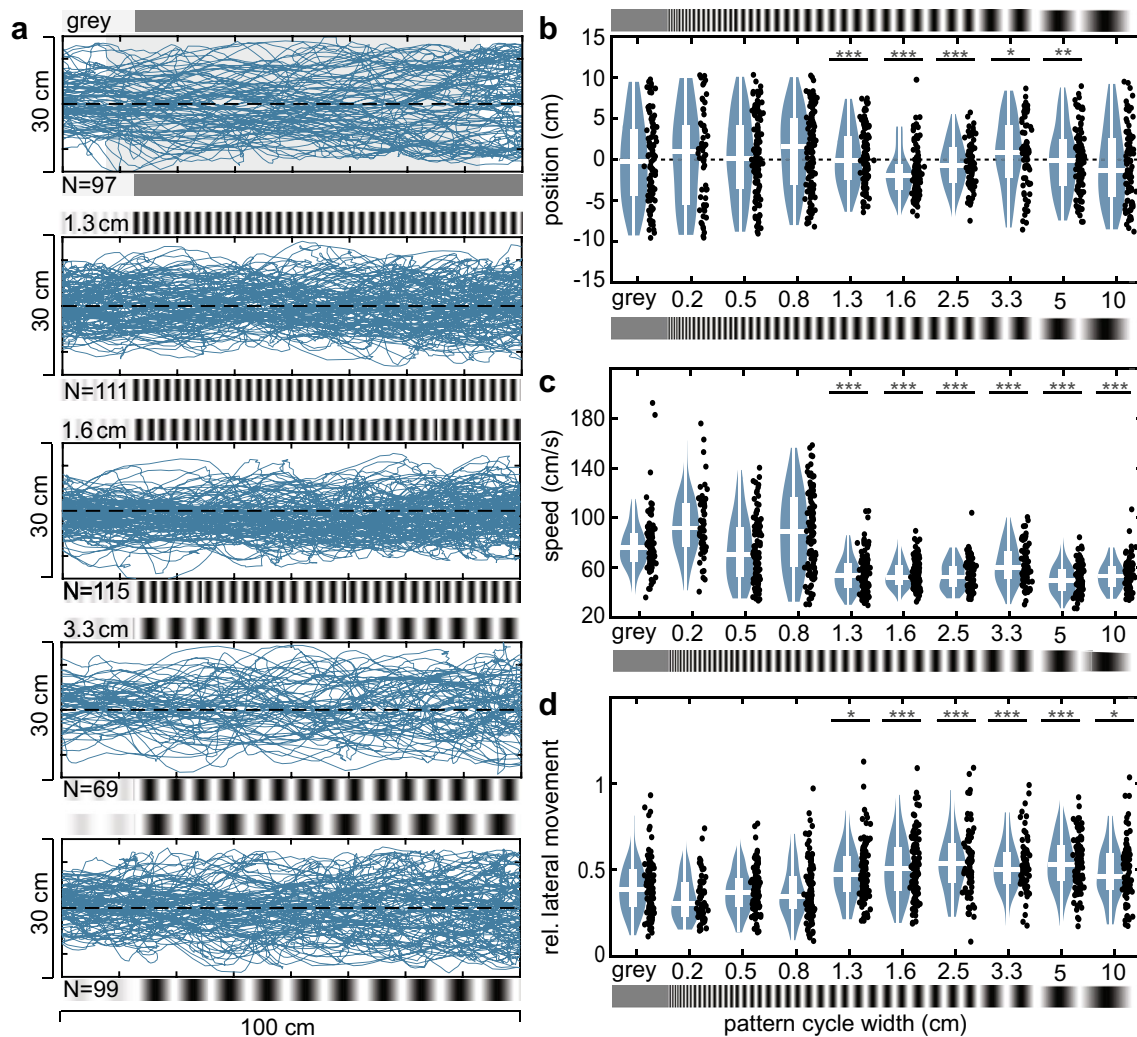 a
grey
30 cm
N=97
1.3 cm
30 cm
N=111
1.6 cm
30 cm
N=115
3.3 cm
30 cm
N=69
30 cm
N=99
100 cm
b
*** *** *** * **
position (cm)
15
10
5
0
-5
-10
-15
grey 0.2 0.5 0.8 1.3 1.6 2.5 3.3 5 10
c
*** *** *** *** *** ***
speed (cm/s)
180
140
100
60
20
grey 0.2 0.5 0.8 1.3 1.6 2.5 3.3 5 10
d
* *** *** *** *** *
rel. lateral movement
1
0.5
0
grey 0.2 0.5 0.8 1.3 1.6 2.5 3.3 5 10
pattern cycle width (cm)